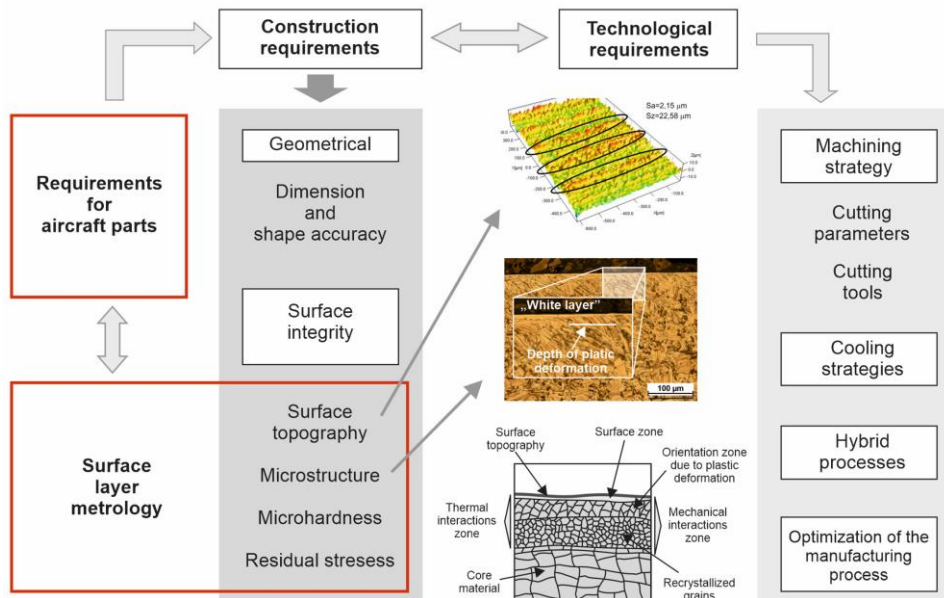 Construction
requirements
Technological
requirements
Requirements
for
aircraft parts
Surface
layer
metrology
Geometrical
Dimension
and
shape accuracy
Surface
integrity
Surface
topography
Microstructure
Microhardness
Residual stresess
Sa=2,15 µm
Sz=22,58 µm
„White layer”
Depth of platic
deformation
100 µm
Surface
topography
Surface zone
Orientation zone
due to plastic
deformation
Thermal
interactions
zone
Mechanical
interactions
zone
Core
material
Recrystallized
grains
Machining
strategy
Cutting
parameters
Cutting
tools
Cooling
strategies
Hybrid
processes
Optimization of the
manufacturing
process